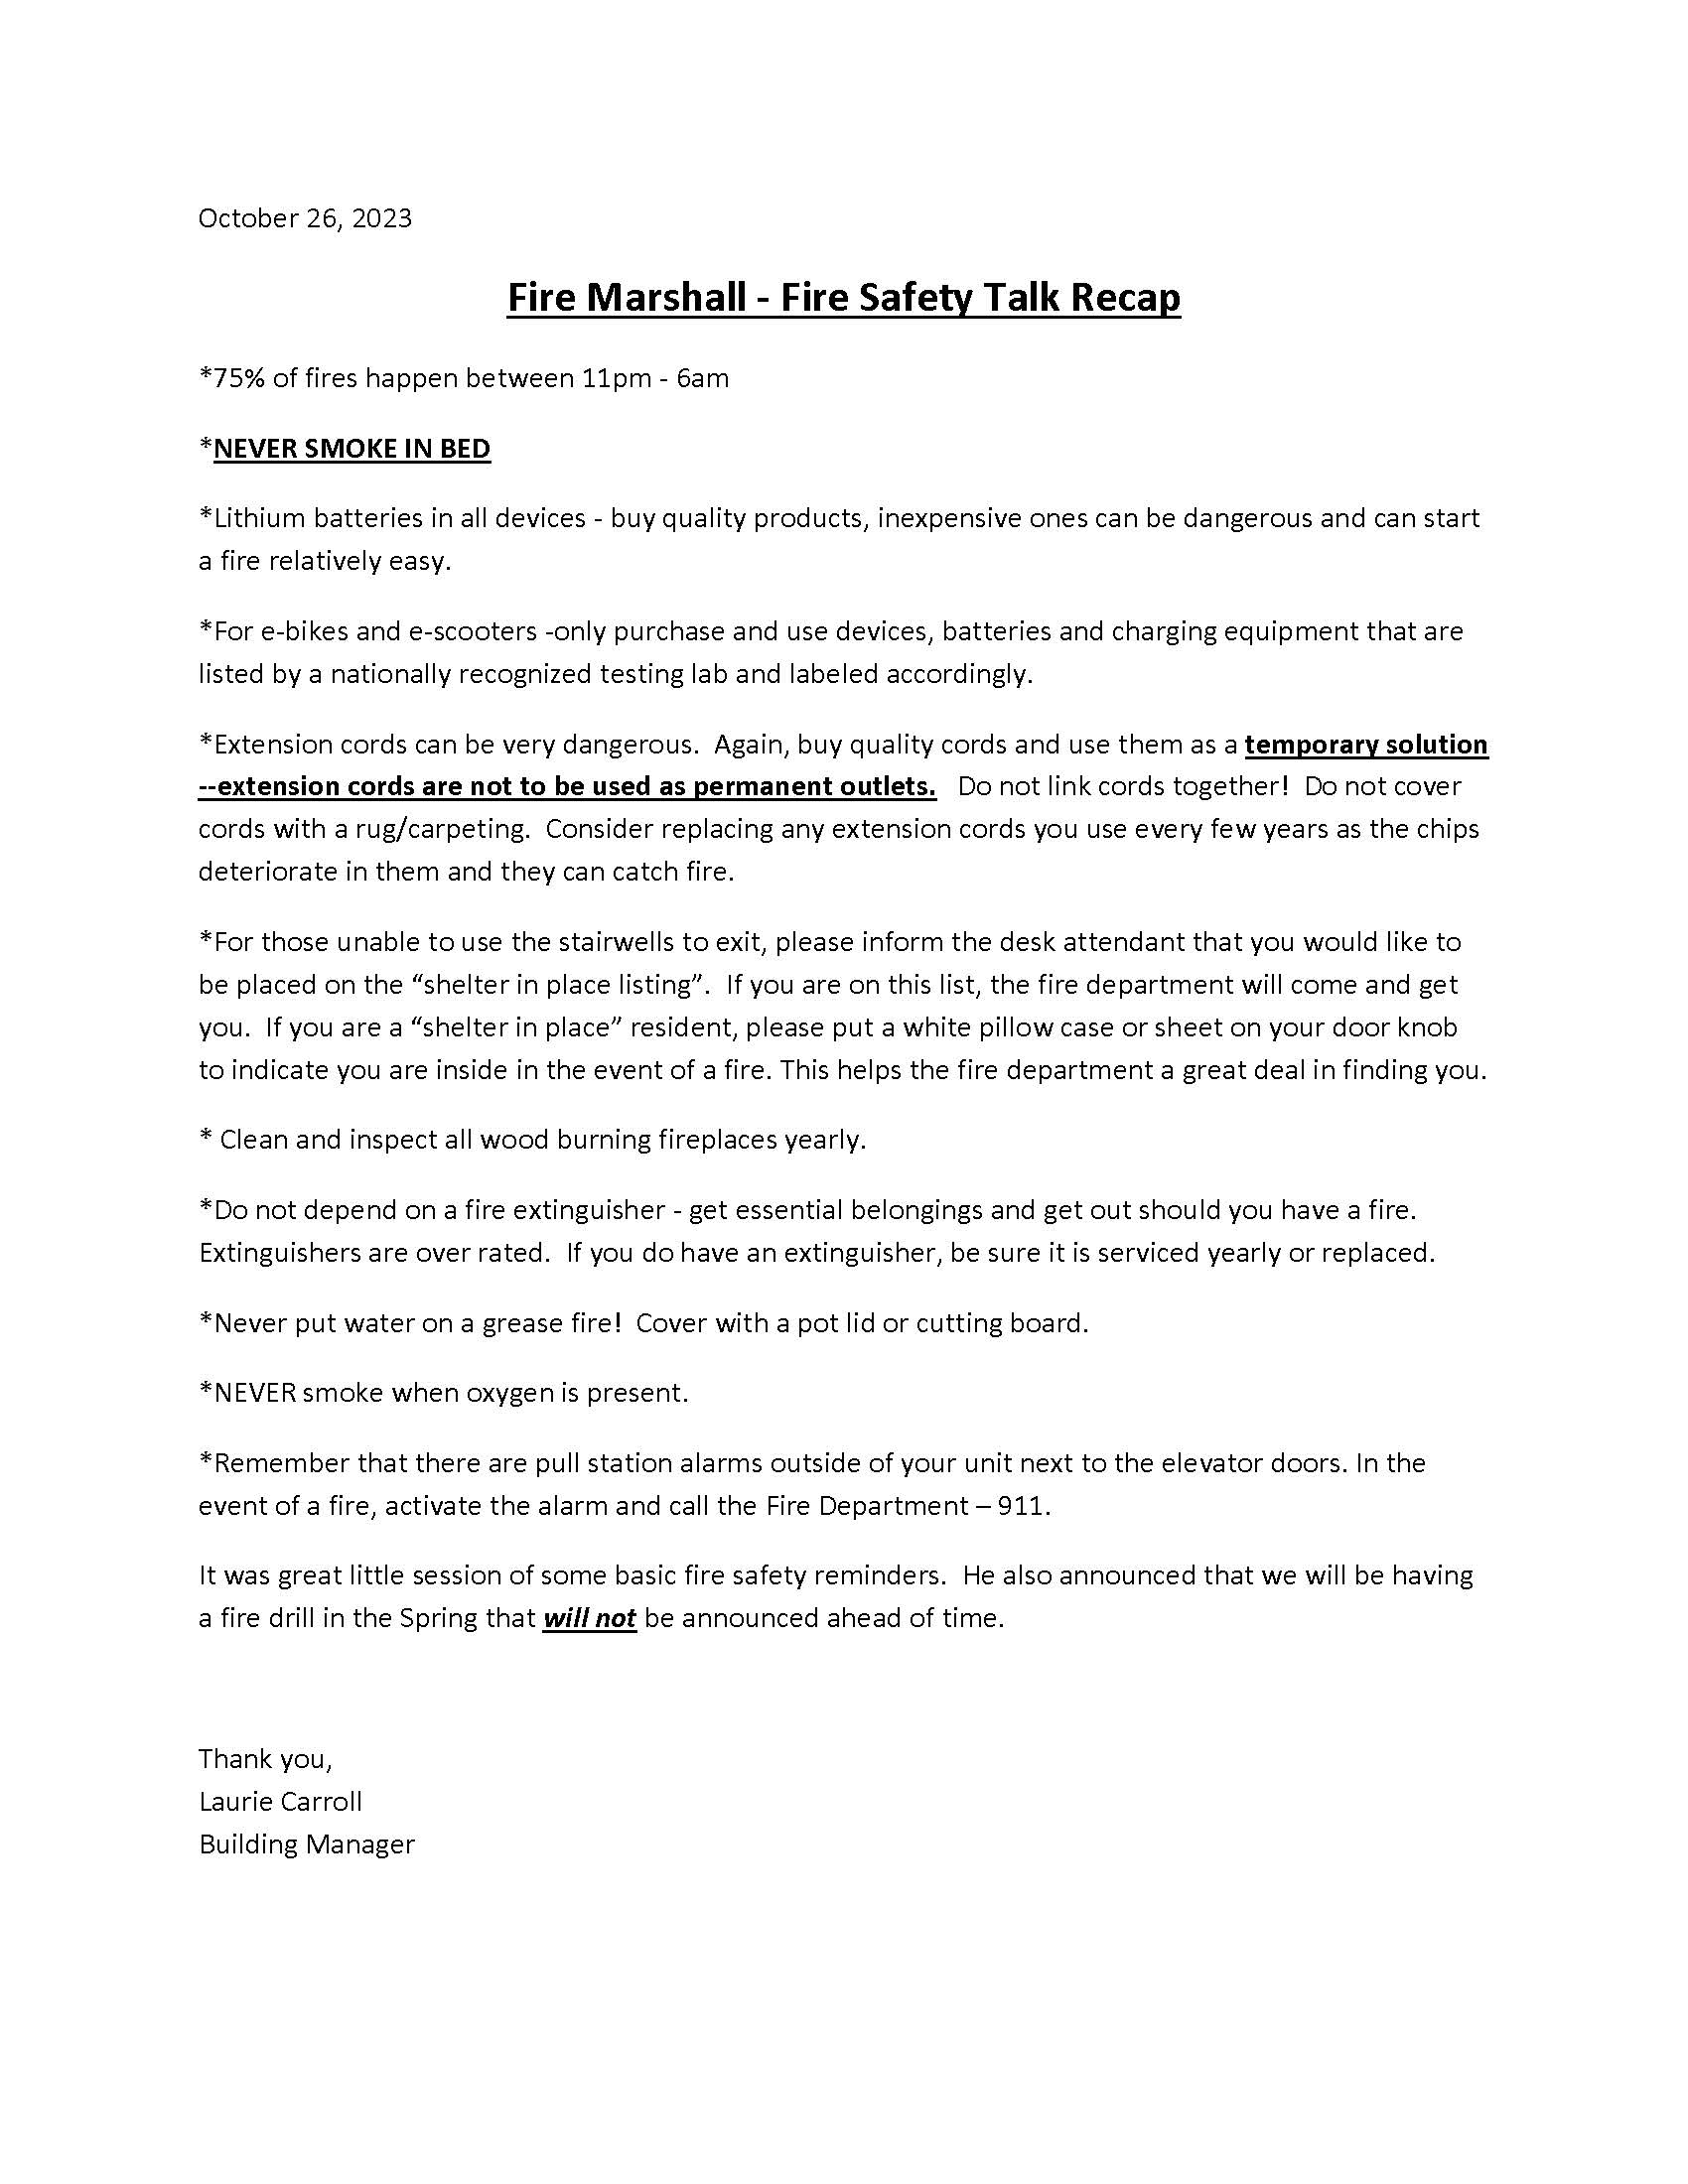 October 26, 2023
Fire Marshall - Fire Safety Talk Recap
*75% of fires happen between 11pm - 6am
*NEVER SMOKE IN BED
*Lithium batteries in all devices - buy quality products, inexpensive ones can be dangerous and can start
a fire relatively easy.
*For e-bikes and e-scooters -only purchase and use devices, batteries and charging equipment that are
listed by a nationally recognized testing lab and labeled accordingly.
*Extension cords can be very dangerous.  Again, buy quality cords and use them as a temporary solution
--extension cords are not to be used as permanent outlets.   Do not link cords together!  Do not cover
cords with a rug/carpeting.  Consider replacing any extension cords you use every few years as the chips
deteriorate in them and they can catch fire.
*For those unable to use the stairwells to exit, please inform the desk attendant that you would like to
be placed on the “shelter in place listing”.  If you are on this list, the fire department will come and get
you.  If you are a “shelter in place” resident, please put a white pillow case or sheet on your door knob
to indicate you are inside in the event of a fire. This helps the fire department a great deal in finding you.
* Clean and inspect all wood burning fireplaces yearly.
*Do not depend on a fire extinguisher - get essential belongings and get out should you have a fire.
Extinguishers are over rated.  If you do have an extinguisher, be sure it is serviced yearly or replaced.
*Never put water on a grease fire!  Cover with a pot lid or cutting board.
*NEVER smoke when oxygen is present.
*Remember that there are pull station alarms outside of your unit next to the elevator doors. In the
event of a fire, activate the alarm and call the Fire Department – 911.
It was great little session of some basic fire safety reminders.  He also announced that we will be having
a fire drill in the Spring that will not be announced ahead of time.
Thank you,
Laurie Carroll
Building Manager